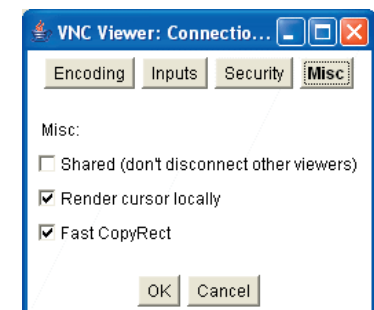 VNC Viewer: Connectio...
Encoding Inputs Security Misc
Misc:
Shared (don't disconnect other viewers)
Render cursor locally
Fast CopyRect
OK Cancel